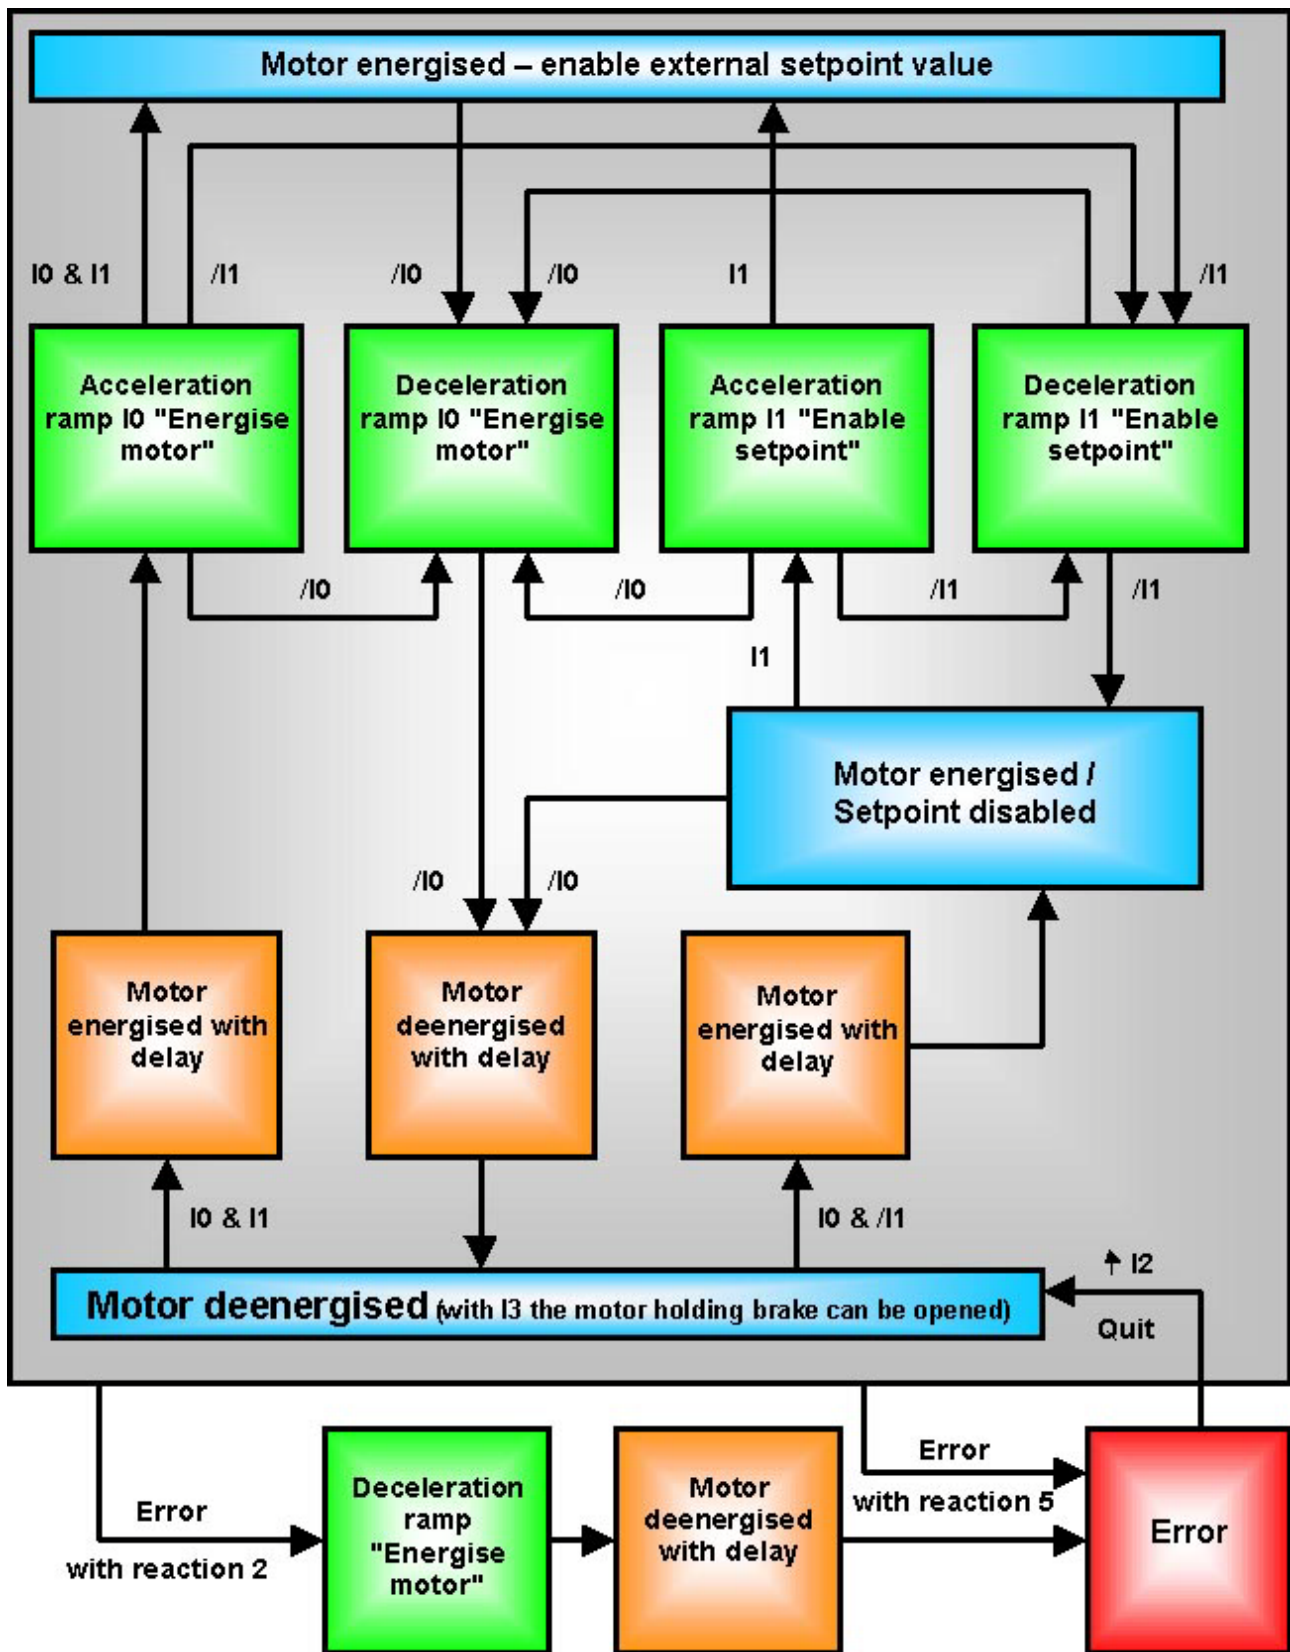 Motor energised – enable external setpoint value
I0 & I1
/I1
/I0
/I0
I1
/I1
Acceleration
ramp I0 "Energise
motor"
Deceleration
ramp I0 "Energise
motor"
Acceleration
ramp I1 "Enable
setpoint"
Deceleration
ramp I1 "Enable
setpoint"
/I0
/I0
/I1
/I1
I1
Motor energised /
Setpoint disabled
/I0
/I0
Motor
energised with
delay
Motor
deenergised
with delay
Motor
energised with
delay
I0 & I1
I0 & /I1
I2
Motor deenergised (with I3 the motor holding brake can be opened)
Quit
Error
with reaction 2
Deceleration
ramp
"Energise
motor"
Motor
deenergised
with delay
Error
with reaction 5
Error